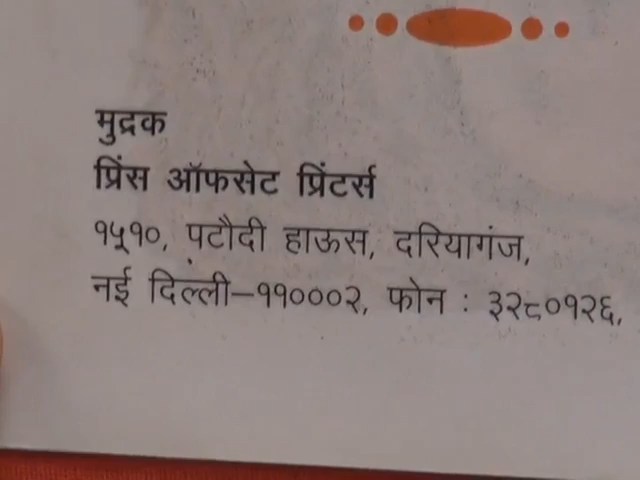 मुद्रक
प्रिंस ऑफसेट प्रिंटर्स
१५१०, पटौदी हाऊस, दरियागंज,
नई दिल्ली–११०००२, फोन : ३२८०१२६,